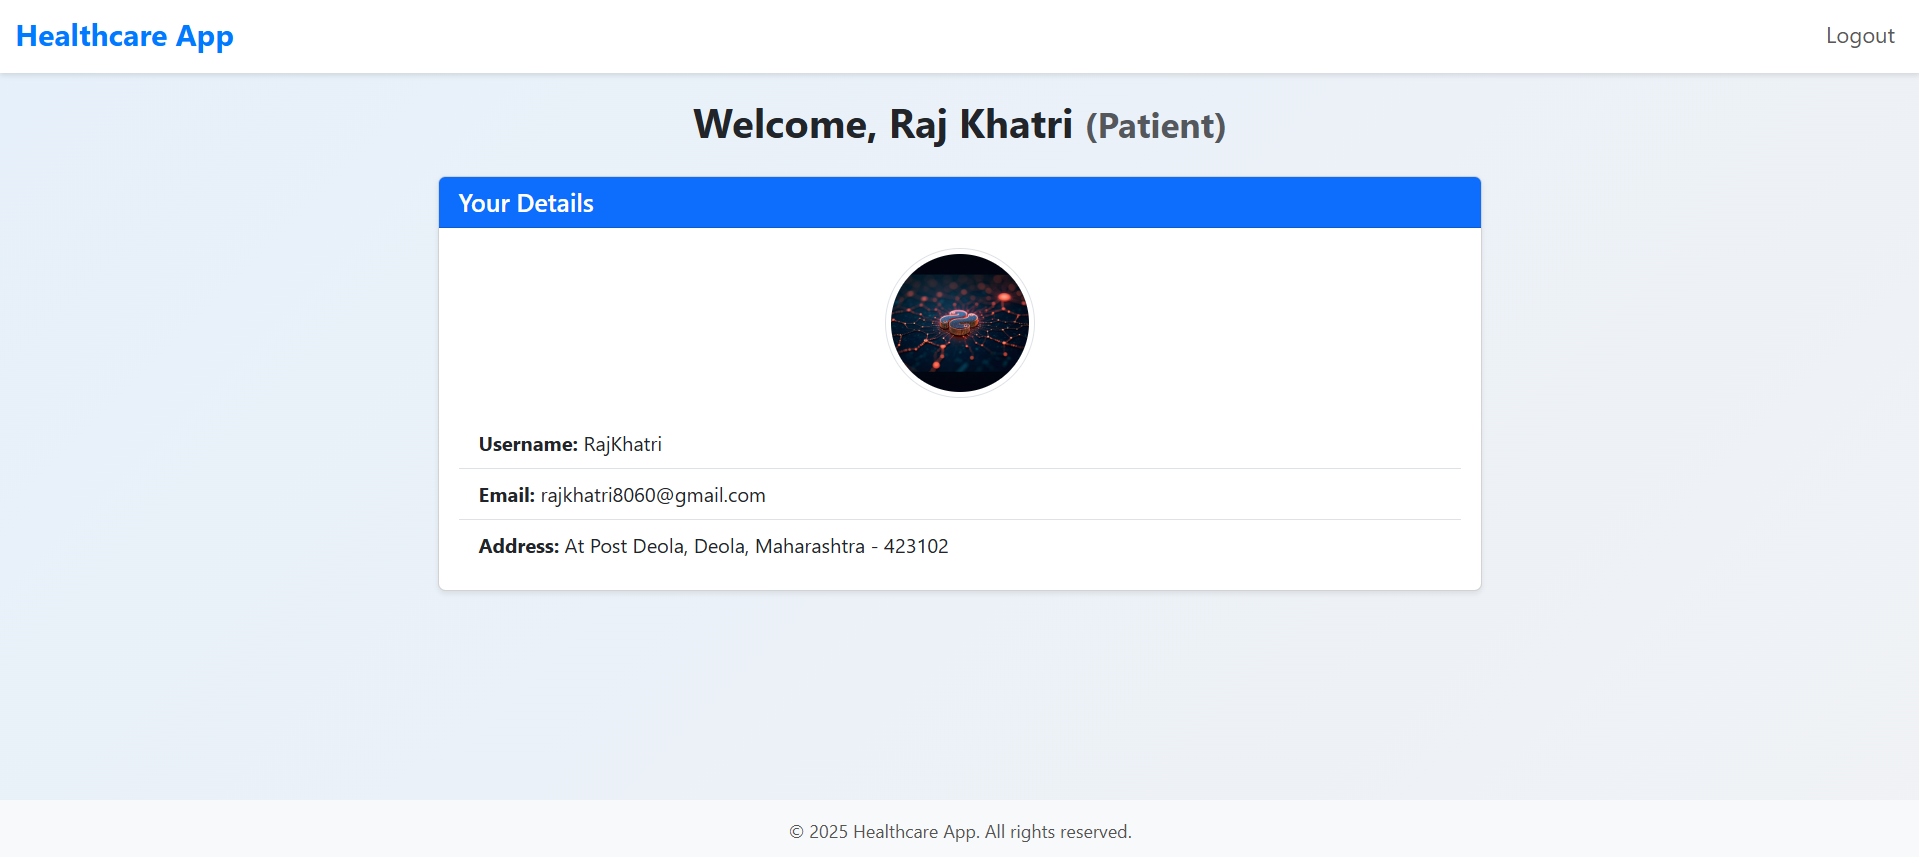 Healthcare App
Logout
Welcome, Raj Khatri (Patient)
Your Details
Username: RajKhatri
Email: rajkhatri8060@gmail.com
Address: At Post Deola, Deola, Maharashtra - 423102
© 2025 Healthcare App. All rights reserved.